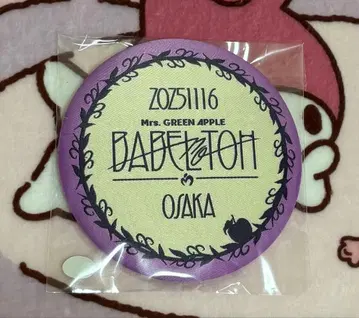 20251116
Mrs. GREEN APPLE
BABEL no TOH
OSAKA